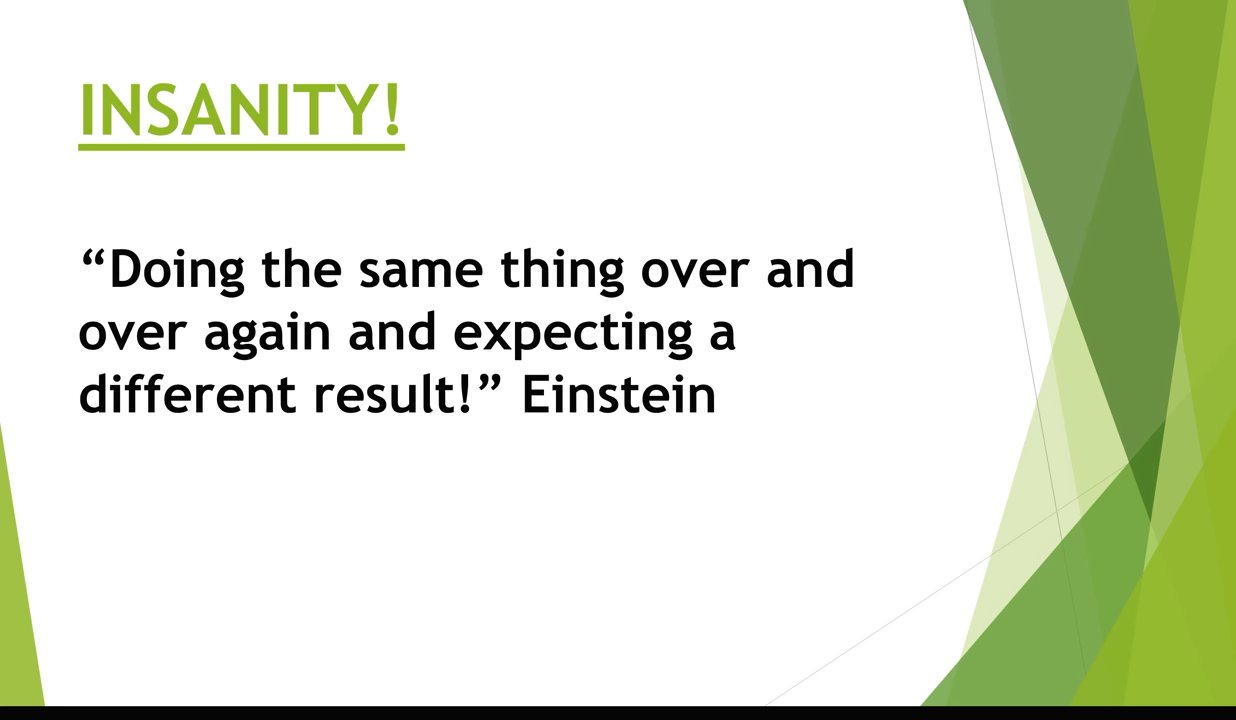 INSANITY!
“Doing the same thing over and
over again and expecting a
different result!” Einstein